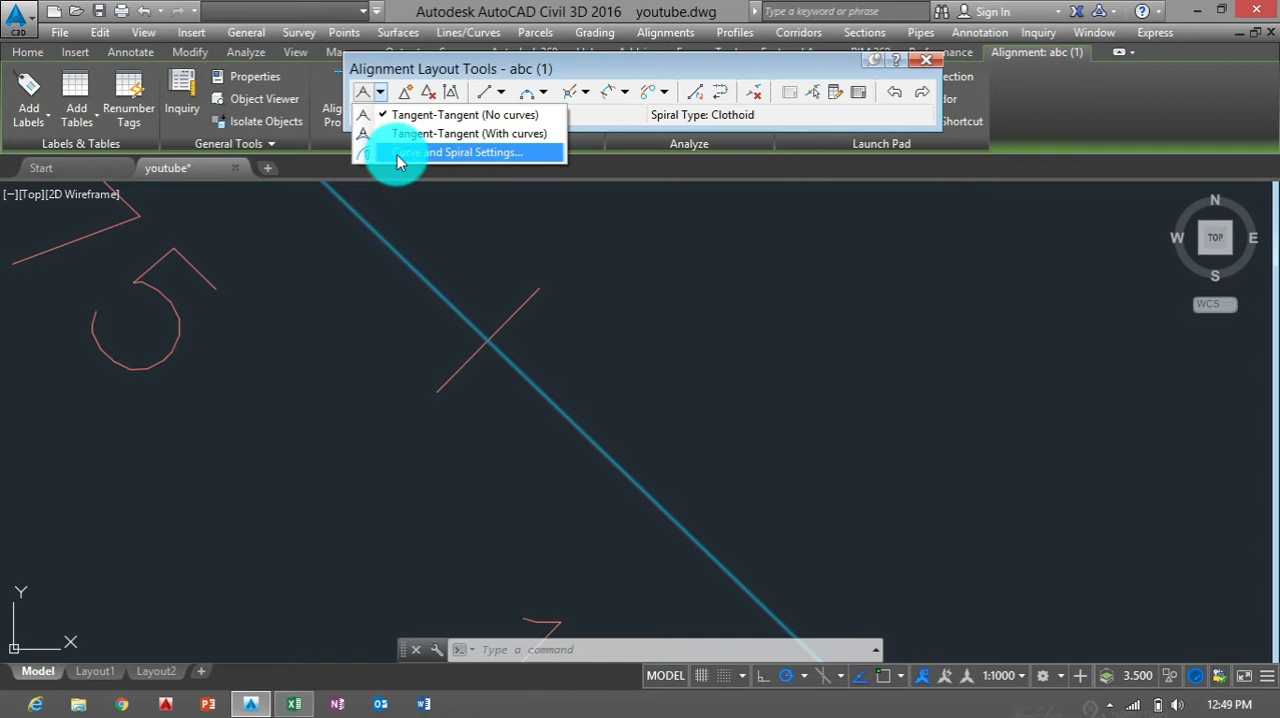 Autodesk AutoCAD Civil 3D 2016 youtube.dwg
Type a keyword or phrase
Sign In
C3D
File Edit View Insert General Survey Points Surfaces Lines/Curves Parcels Grading Alignments Profiles Corridors Sections Pipes Annotation Inquiry Window Express
Home Insert Annotate Modify Analyze View
Alignment: abc (1)
Alignment Layout Tools - abc (1)
Add Labels
Add Tables
Renumber Tags
Inquiry
Properties
Object Viewer
Isolate Objects
Tangent-Tangent (No curves)
Tangent-Tangent (With curves)
Curve and Spiral Settings...
Spiral Type: Clothoid
Labels & Tables
General Tools
Analyze
Launch Pad
Start
youtube*
[−][Top][2D Wireframe]
N
W
TOP
E
S
WCS
5
Y
X
Type a command
Model Layout1 Layout2
MODEL
1:1000
3.500
12:49 PM